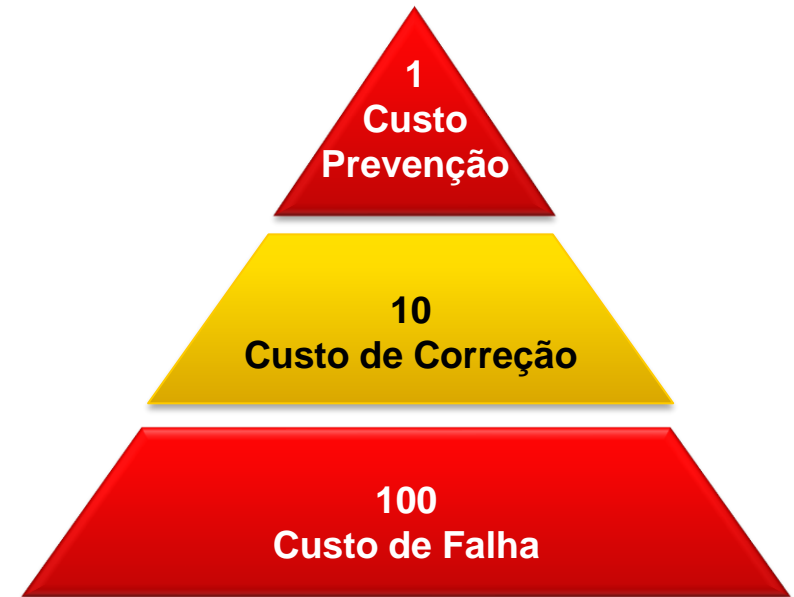 1
Custo
Prevenção
10
Custo de Correção
100
Custo de Falha